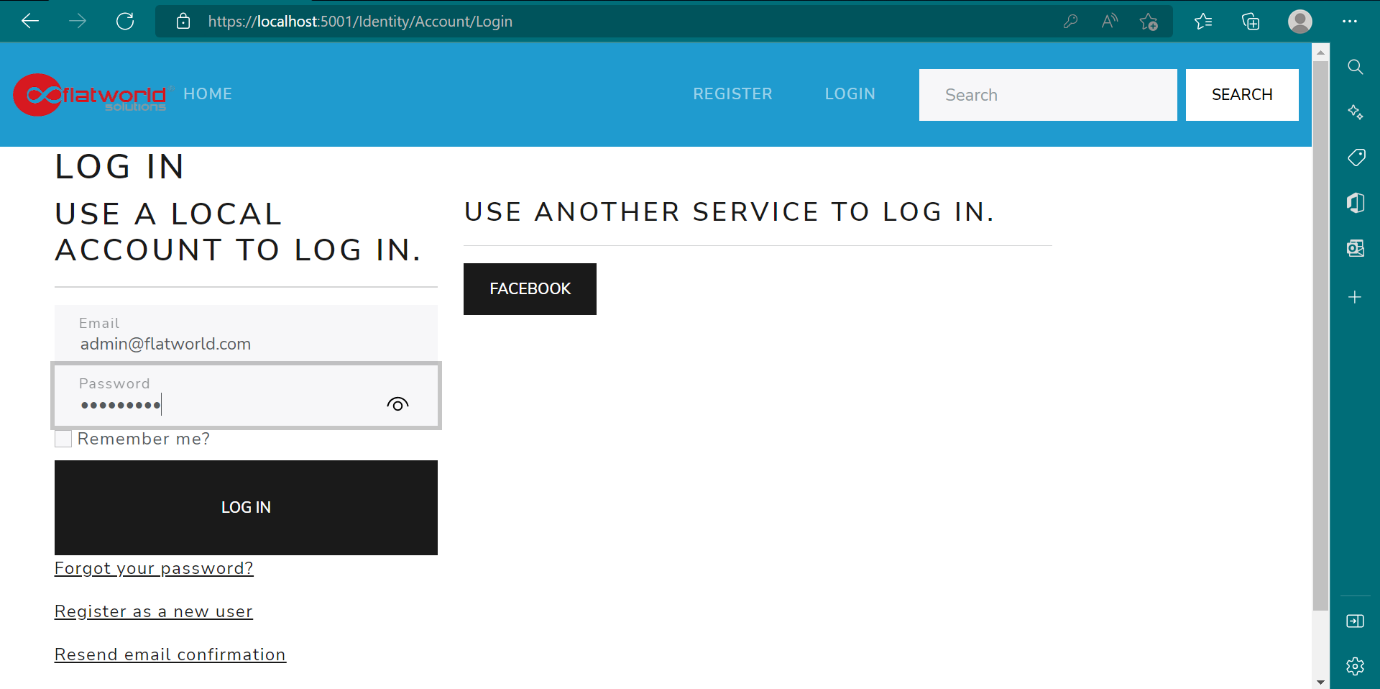 https://localhost:5001/Identity/Account/Login
flatworld
solutions
HOME
REGISTER
LOGIN
Search
SEARCH
LOG IN
USE A LOCAL
ACCOUNT TO LOG IN.
USE ANOTHER SERVICE TO LOG IN.
FACEBOOK
Email
admin@flatworld.com
Password
•••••••••
Remember me?
LOG IN
Forgot your password?
Register as a new user
Resend email confirmation